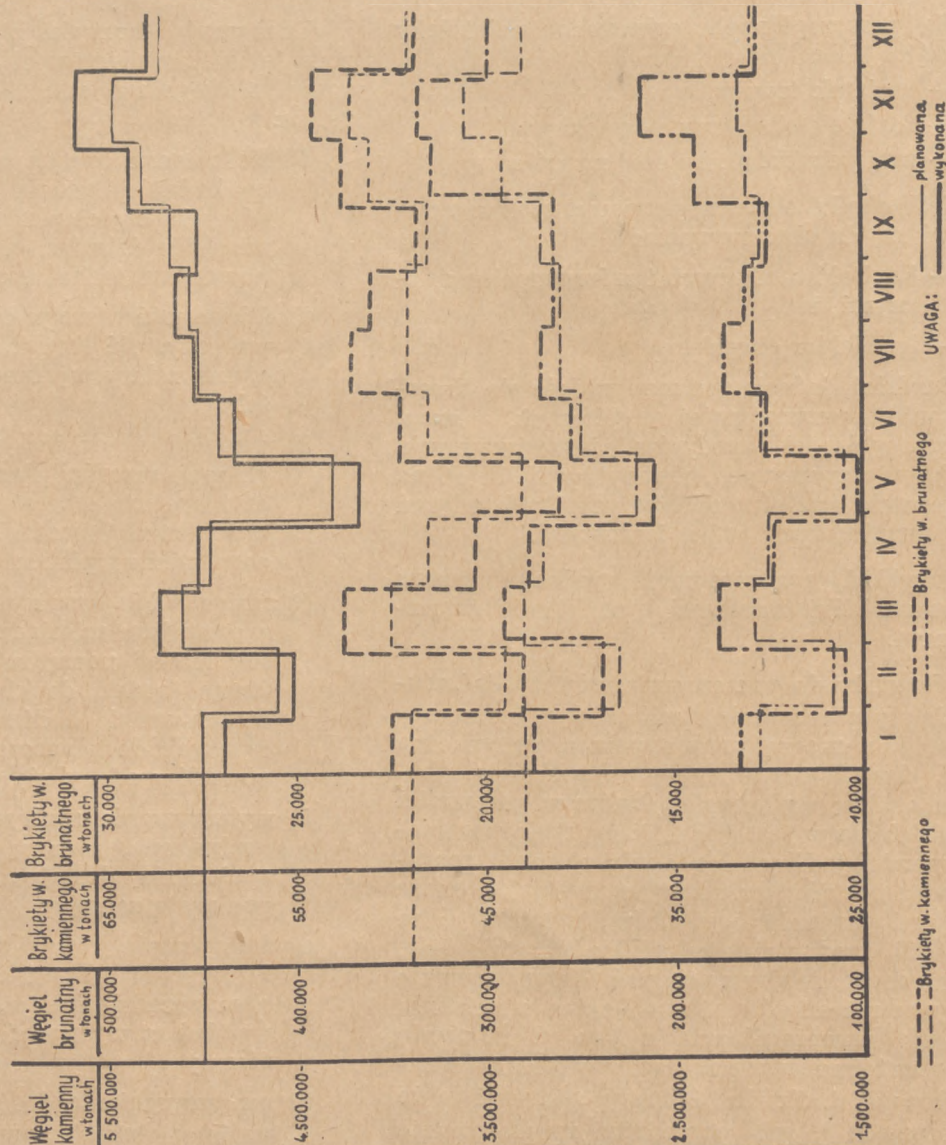 Węgiel
kamienny
w tonach
5 500.000
4.500.000
3.500.000
2.500.000
1.500.000
Węgiel
brunatny
w tonach
500.000
400.000
300.000
200.000
100.000
Brykiety w.
kamiennego
w tonach
65.000
55.000
45.000
35.000
25.000
Brykiety w.
brunatnego
w tonach
30.000
25.000
20.000
15.000
10.000
I II III IV V VI VII VIII IX X XI XII
Brykiety w. kamiennego
Brykiety w. brunatnego
UWAGA:
planowana
wykonana